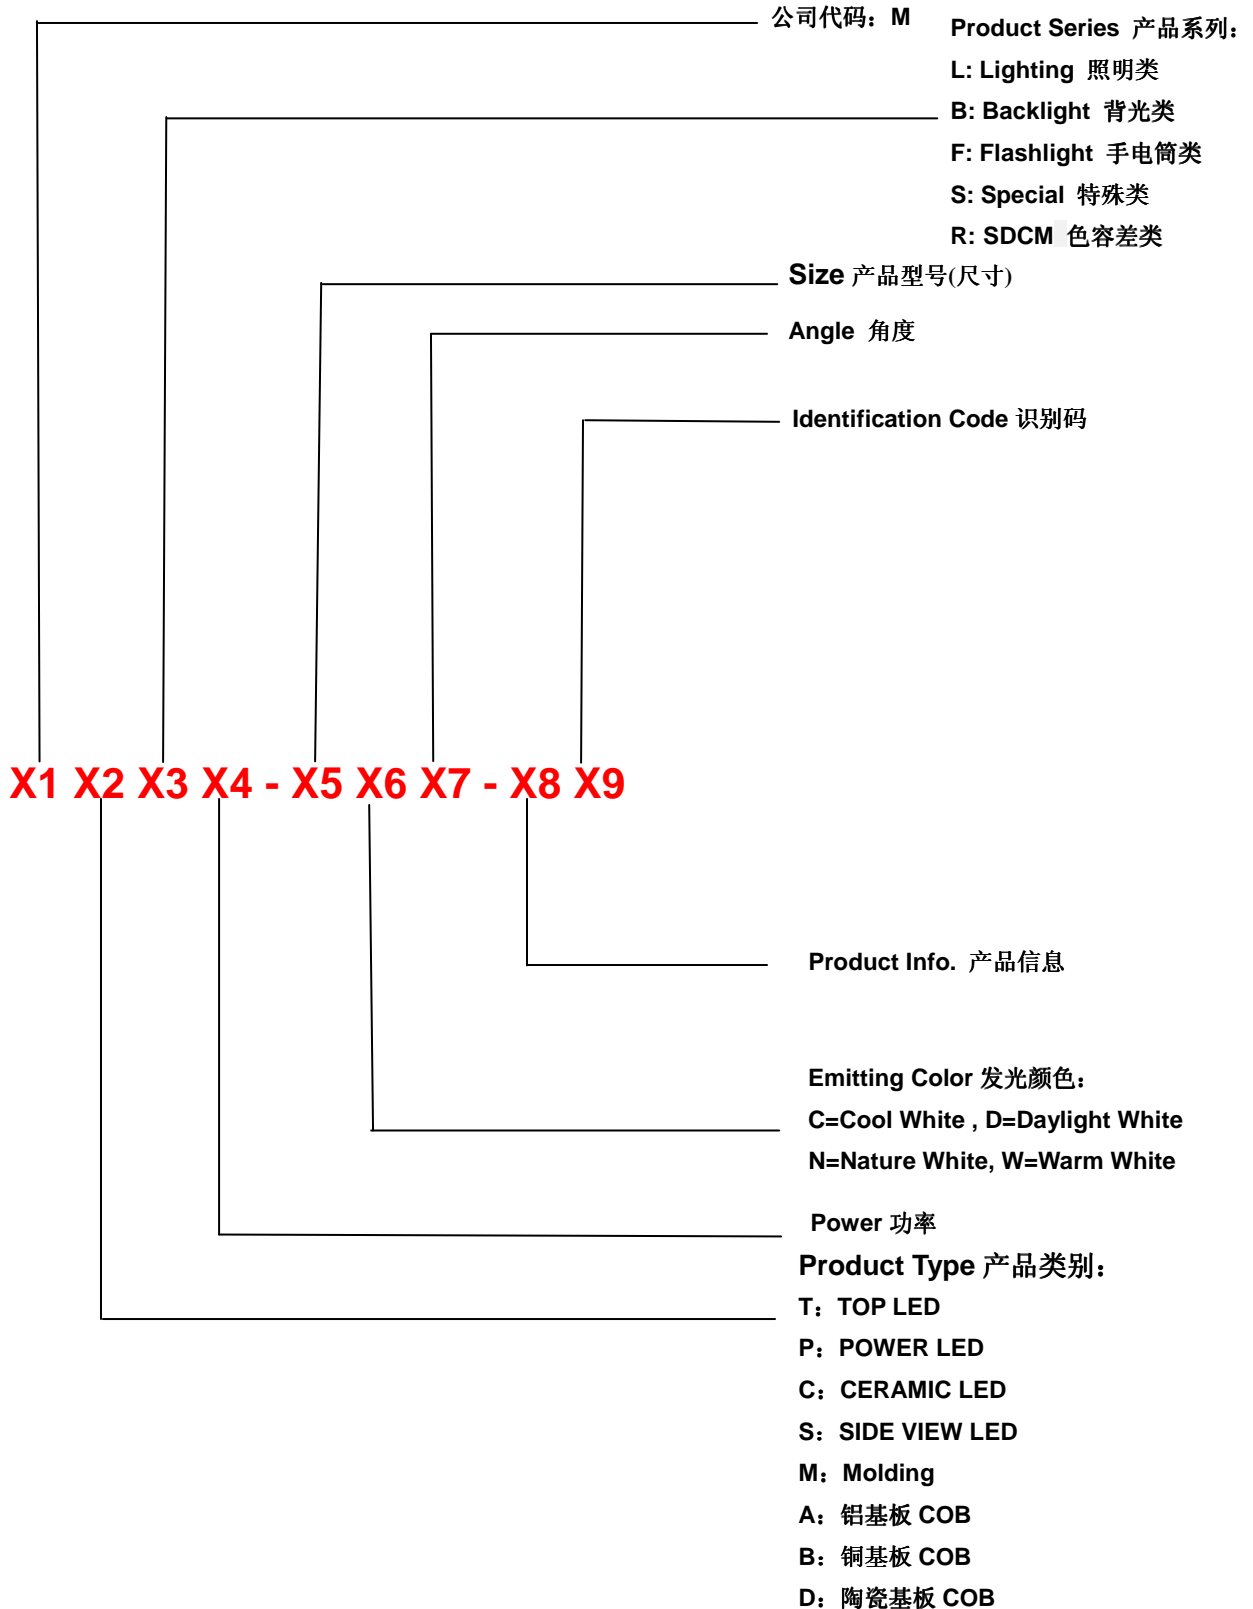 公司代码：M
Product Series 产品系列：
L: Lighting 照明类
B: Backlight 背光类
F: Flashlight 手电筒类
S: Special 特殊类
R: SDCM 色容差类
Size 产品型号(尺寸)
Angle 角度
Identification Code 识别码
X1 X2 X3 X4 - X5 X6 X7 - X8 X9
Product Info. 产品信息
Emitting Color 发光颜色：
C=Cool White , D=Daylight White
N=Nature White, W=Warm White
Power 功率
Product Type 产品类别：
T：TOP LED
P：POWER LED
C：CERAMIC LED
S：SIDE VIEW LED
M：Molding
A：铝基板 COB
B：铜基板 COB
D：陶瓷基板 COB